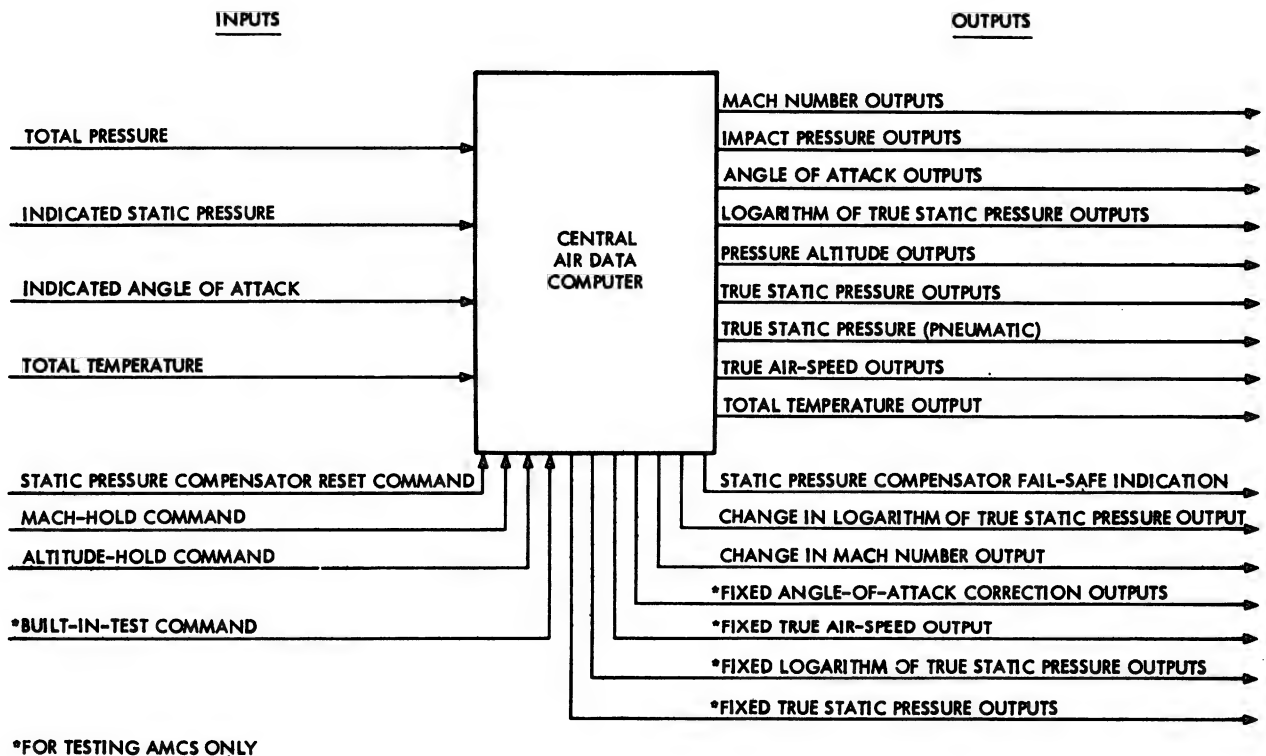 INPUTS
OUTPUTS
TOTAL PRESSURE
INDICATED STATIC PRESSURE
INDICATED ANGLE OF ATTACK
TOTAL TEMPERATURE
STATIC PRESSURE COMPENSATOR RESET COMMAND
MACH-HOLD COMMAND
ALTITUDE-HOLD COMMAND
*BUILT-IN-TEST COMMAND
CENTRAL
AIR DATA
COMPUTER
MACH NUMBER OUTPUTS
IMPACT PRESSURE OUTPUTS
ANGLE OF ATTACK OUTPUTS
LOGARITHM OF TRUE STATIC PRESSURE OUTPUTS
PRESSURE ALTITUDE OUTPUTS
TRUE STATIC PRESSURE OUTPUTS
TRUE STATIC PRESSURE (PNEUMATIC)
TRUE AIR-SPEED OUTPUTS
TOTAL TEMPERATURE OUTPUT
STATIC PRESSURE COMPENSATOR FAIL-SAFE INDICATION
CHANGE IN LOGARITHM OF TRUE STATIC PRESSURE OUTPUT
CHANGE IN MACH NUMBER OUTPUT
*FIXED ANGLE-OF-ATTACK CORRECTION OUTPUTS
*FIXED TRUE AIR-SPEED OUTPUT
*FIXED LOGARITHM OF TRUE STATIC PRESSURE OUTPUTS
*FIXED TRUE STATIC PRESSURE OUTPUTS
*FOR TESTING AMCS ONLY